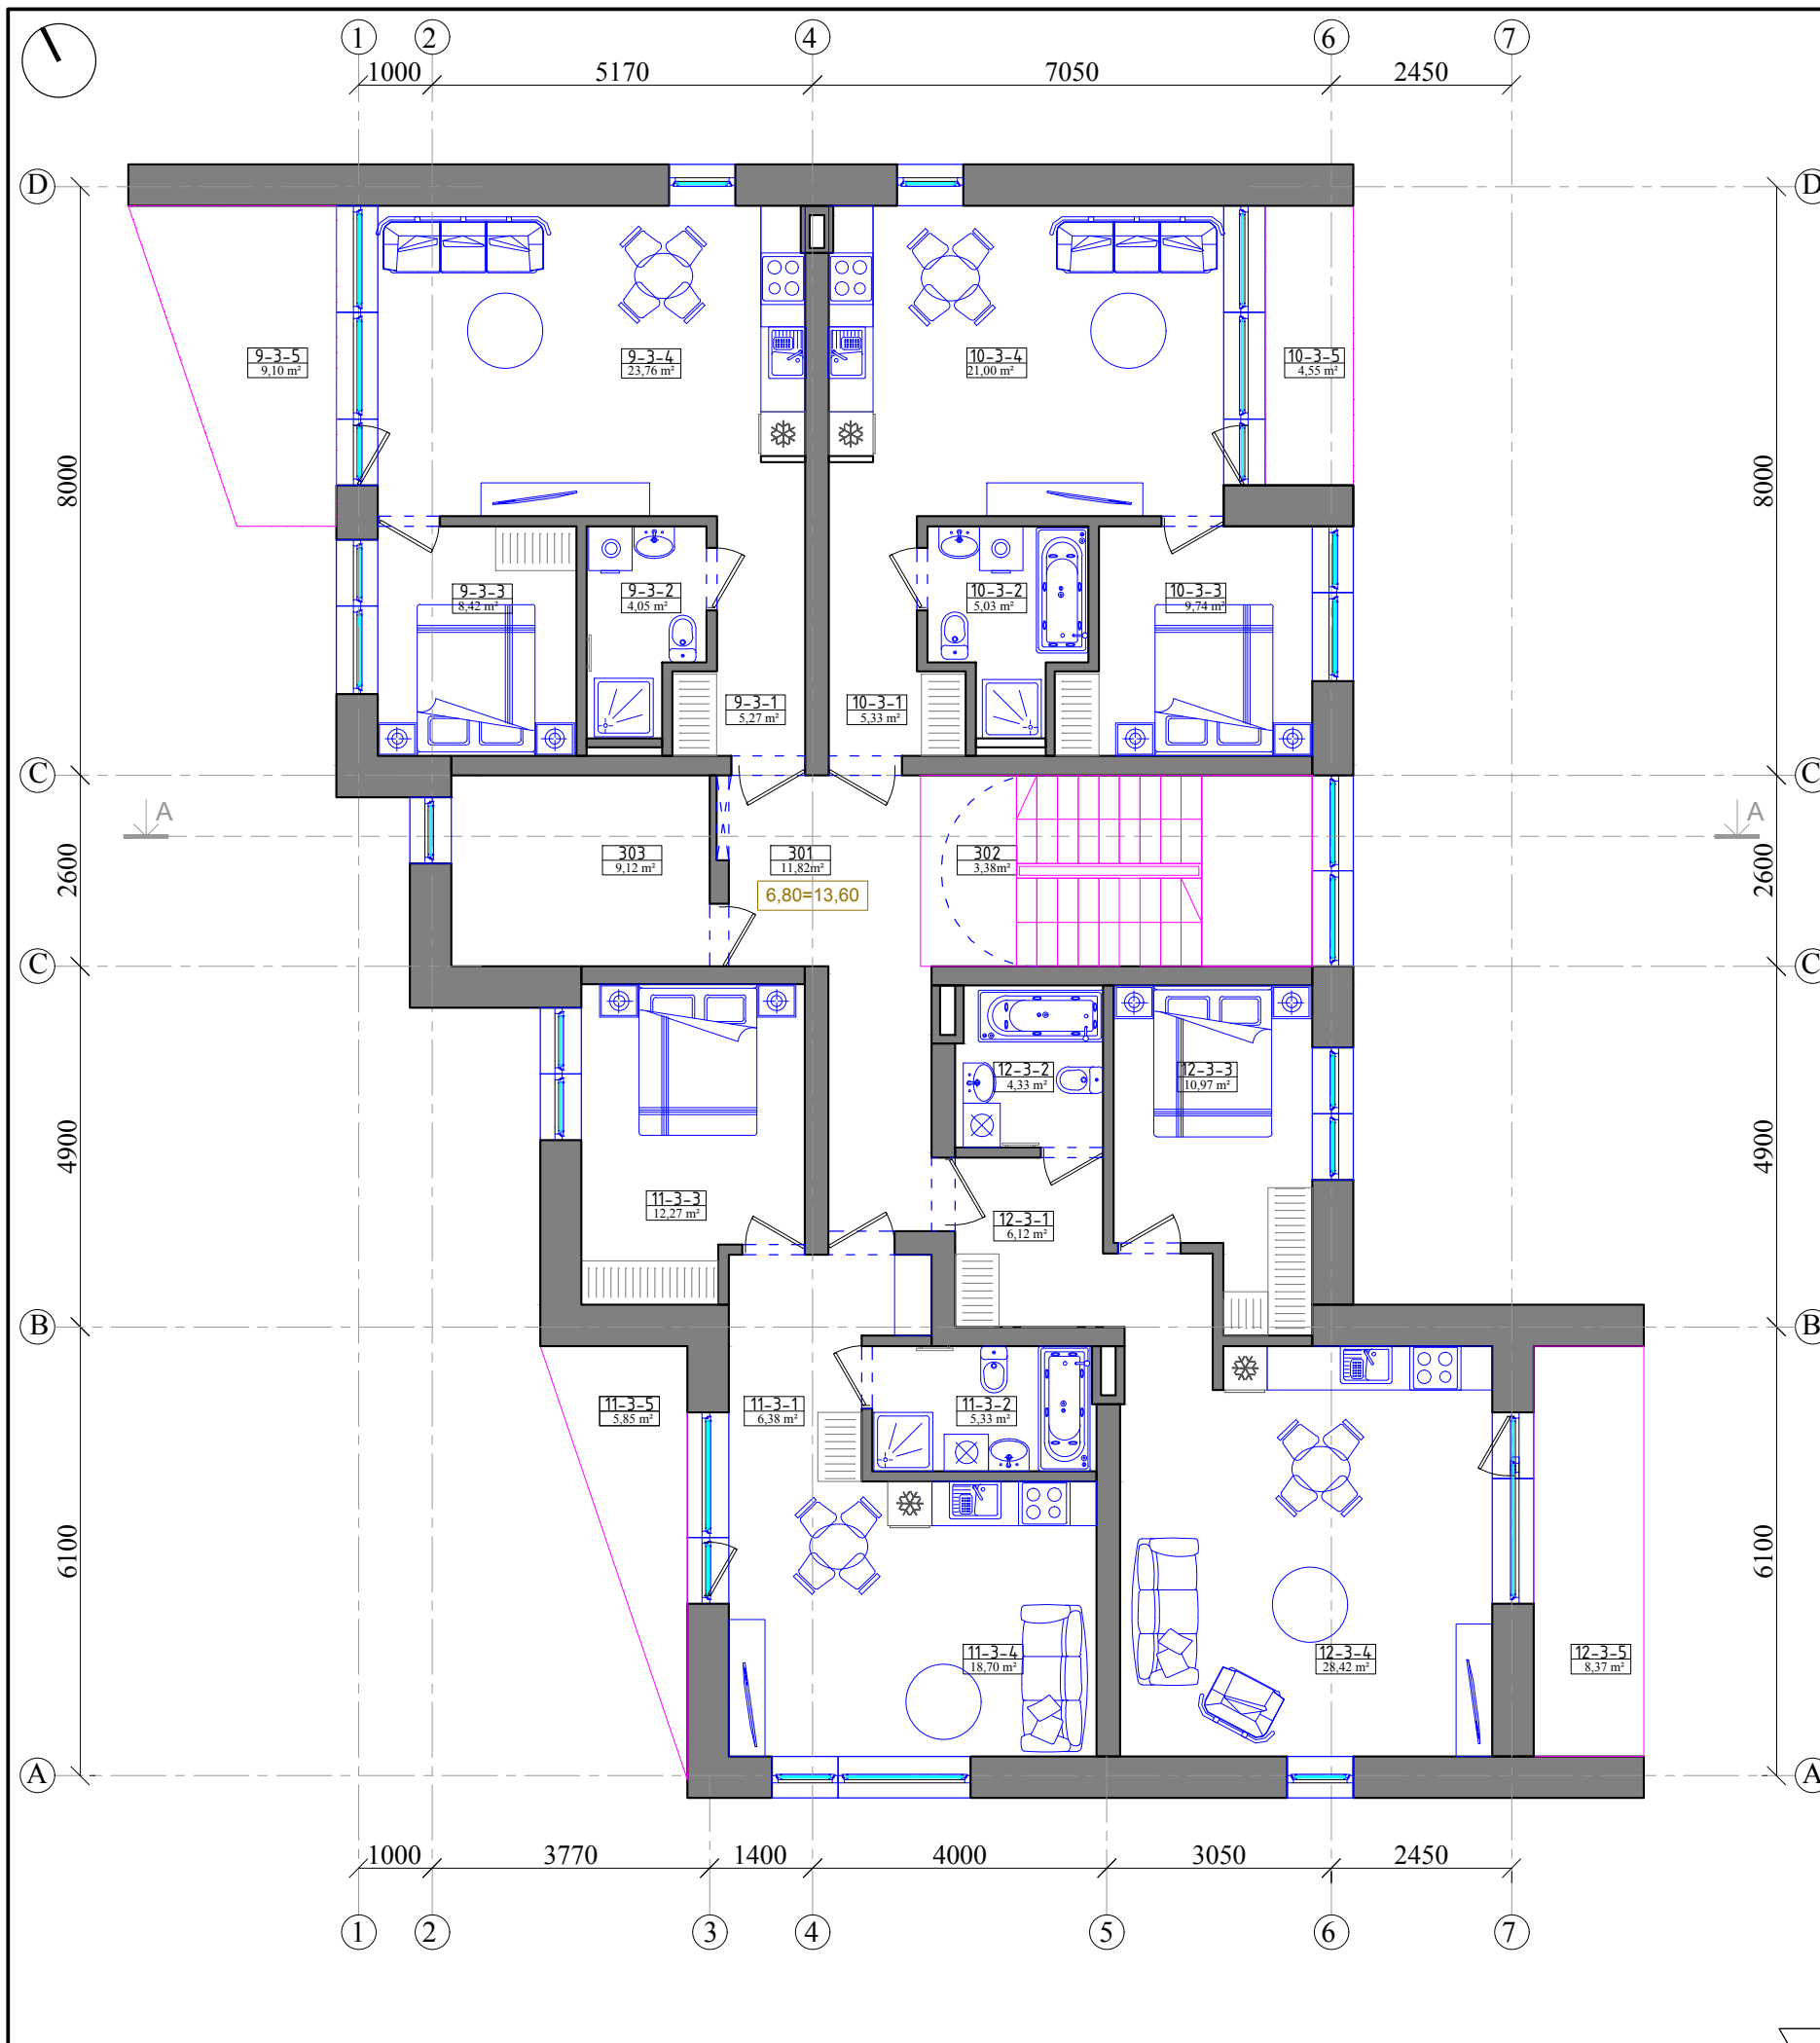 1 2 4 6 7
1000 5170 7050 2450
D D
9-3-5
9,10 m²
9-3-4
23,76 m²
10-3-4
21,00 m²
10-3-5
4,55 m²
8000 8000
9-3-3
8,42 m²
9-3-2
4,05 m²
10-3-2
5,03 m²
10-3-3
9,74 m²
9-3-1
5,27 m²
10-3-1
5,33 m²
C C
A A
303
9,12 m²
301
11,82m²
302
3,38m²
2600 2600
6,80=13,60
C C
12-3-2
4,33 m²
12-3-3
10,97 m²
4900 4900
11-3-3
12,27 m²
12-3-1
6,12 m²
B B
11-3-5
5,85 m²
11-3-1
6,38 m²
11-3-2
5,33 m²
6100 6100
11-3-4
18,70 m²
12-3-4
28,42 m²
12-3-5
8,37 m²
A A
1000 3770 1400 4000 3050 2450
1 2 3 4 5 6 7